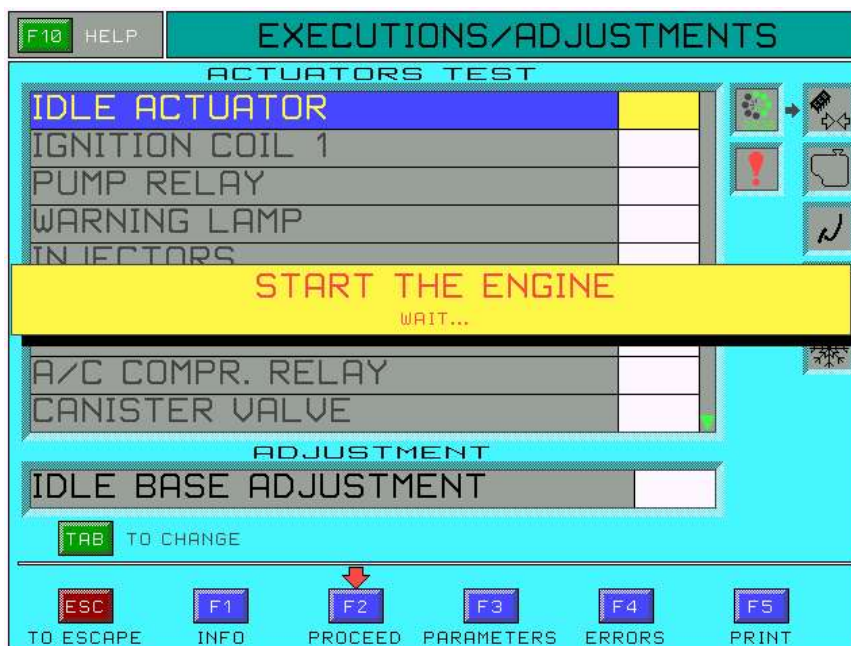 F10 HELP EXECUTIONS/ADJUSTMENTS
ACTUATORS TEST
IDLE ACTUATOR
IGNITION COIL 1
PUMP RELAY
WARNING LAMP
INJECTORS
START THE ENGINE
WAIT...
A/C COMPR. RELAY
CANISTER VALVE
ADJUSTMENT
IDLE BASE ADJUSTMENT
TAB TO CHANGE
ESC F1 F2 F3 F4 F5
TO ESCAPE INFO PROCEED PARAMETERS ERRORS PRINT